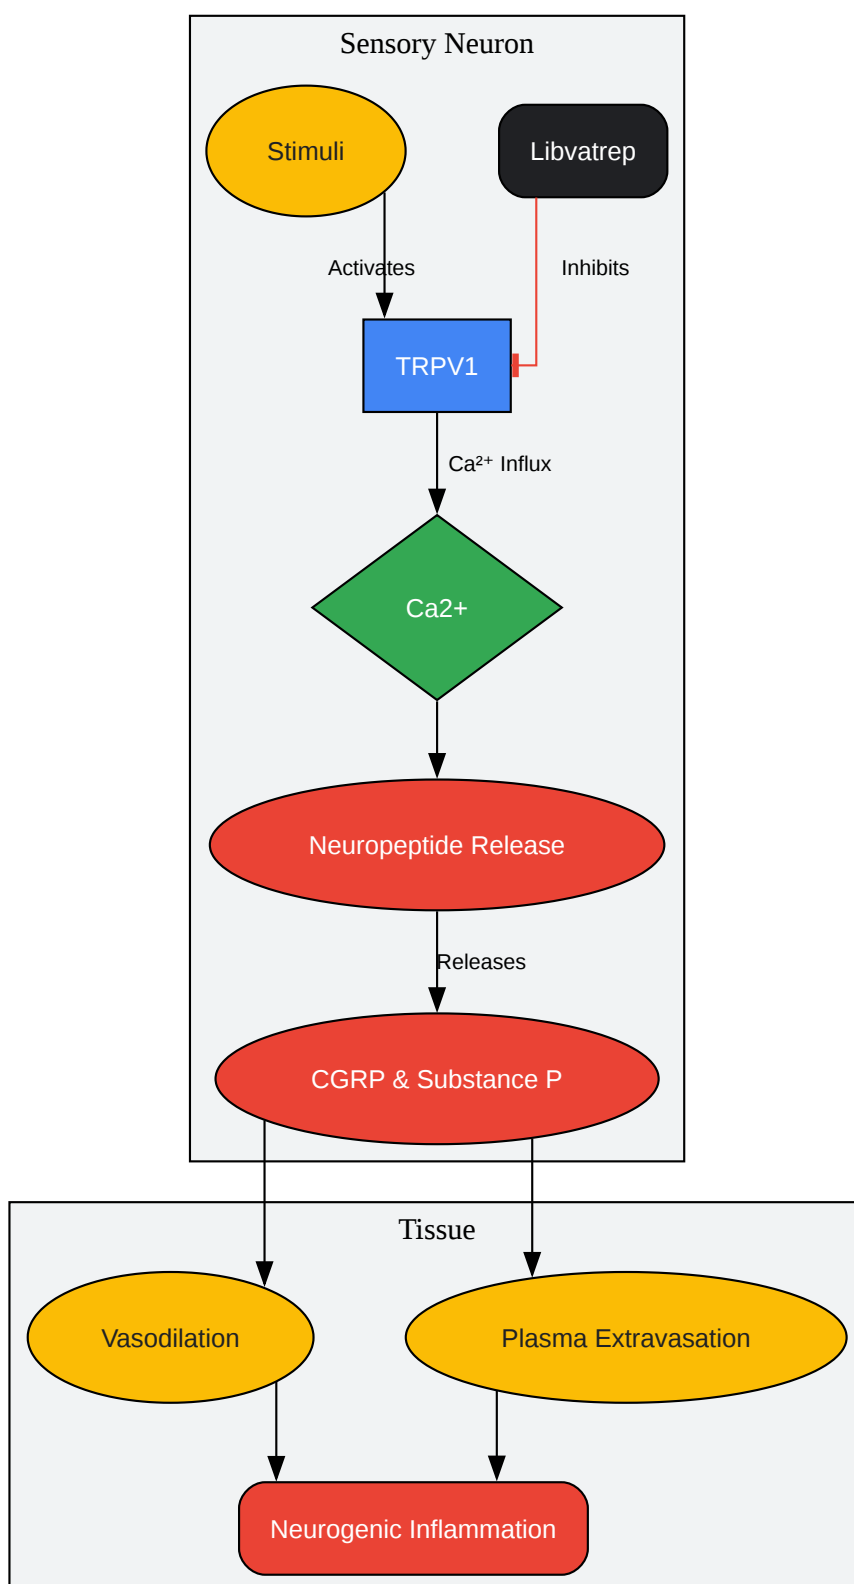 Sensory Neuron
Stimuli
Libvatrep
Activates
Inhibits
TRPV1
Ca²⁺ Influx
Ca2+
Neuropeptide Release
Releases
CGRP & Substance P
Tissue
Vasodilation
Plasma Extravasation
Neurogenic Inflammation